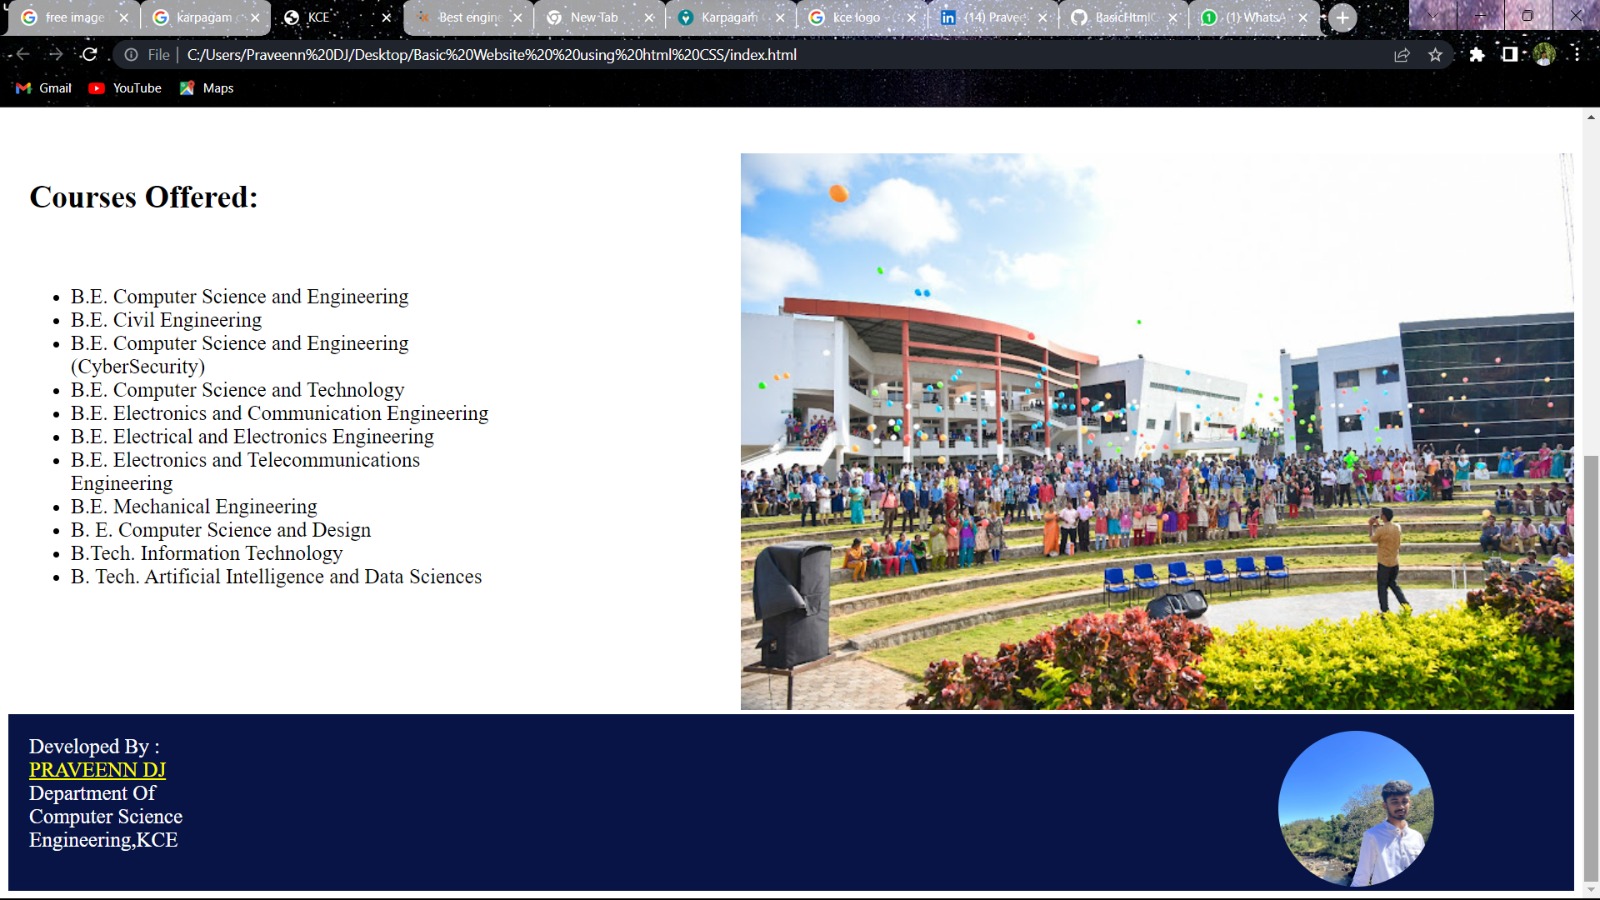 free image
karpagam
KCE
Best engine
New Tab
Karpagam
kce logo
(14) Praveen
BasicHtml
(1) WhatsA
File
C:/Users/Praveenn%20DJ/Desktop/Basic%20Website%20%20using%20html%20CSS/index.html
Gmail
YouTube
Maps
Courses Offered:
• B.E. Computer Science and Engineering
• B.E. Civil Engineering
• B.E. Computer Science and Engineering
(CyberSecurity)
• B.E. Computer Science and Technology
• B.E. Electronics and Communication Engineering
• B.E. Electrical and Electronics Engineering
• B.E. Electronics and Telecommunications
Engineering
• B.E. Mechanical Engineering
• B. E. Computer Science and Design
• B.Tech. Information Technology
• B. Tech. Artificial Intelligence and Data Sciences
Developed By :
PRAVEENN DJ
Department Of
Computer Science
Engineering,KCE